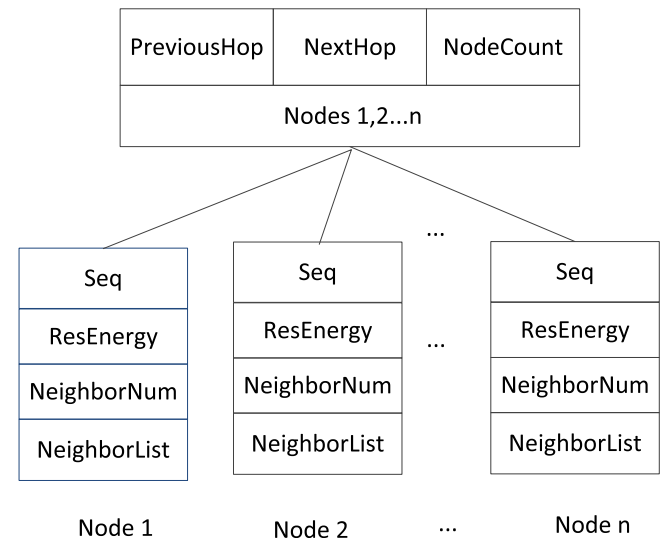 PreviousHop NextHop NodeCount
Nodes 1,2...n
...
Seq Seq Seq
ResEnergy ResEnergy ... ResEnergy
NeighborNum NeighborNum NeighborNum
NeighborList NeighborList NeighborList
Node 1 Node 2 ... Node n